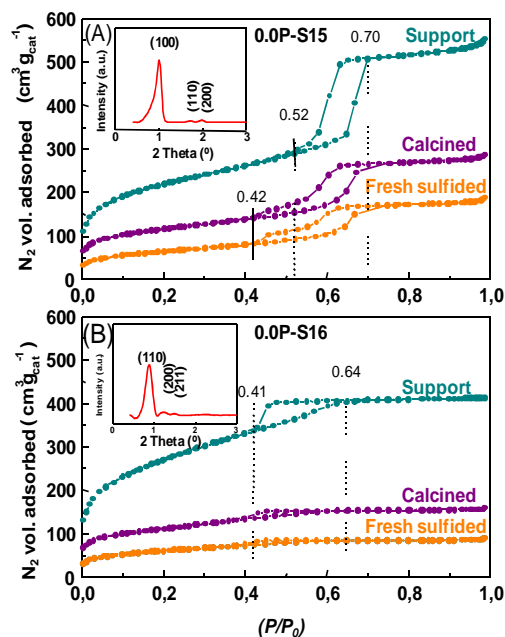 (A)
0.0P-S15
Support
Calcined
Fresh sulfided
0.70
0.52
0.42
N2 vol. adsorbed (cm³ gcat⁻¹)
600
500
400
300
200
100
0
0,0 0,2 0,4 0,6 0,8 1,0
Intensity (a.u.)
(100)
(110)
(200)
0 1 2 3
2 Theta (º)
(B)
0.0P-S16
Support
Calcined
Fresh sulfided
0.41
0.64
N2 vol. adsorbed (cm³gcat⁻¹)
600
500
400
300
200
100
0
0,0 0,2 0,4 0,6 0,8 1,0
Intensity (a.u.)
(110)
(200)
(211)
0 1 2 3
2 Theta (º)
(P/P0)